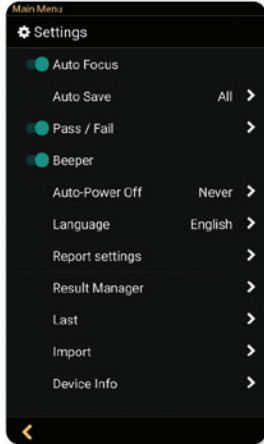 Main Menu
Settings
Auto Focus
Auto Save All
Pass / Fail
Beeper
Auto-Power Off Never
Language English
Report settings
Result Manager
Last
Import
Device Info